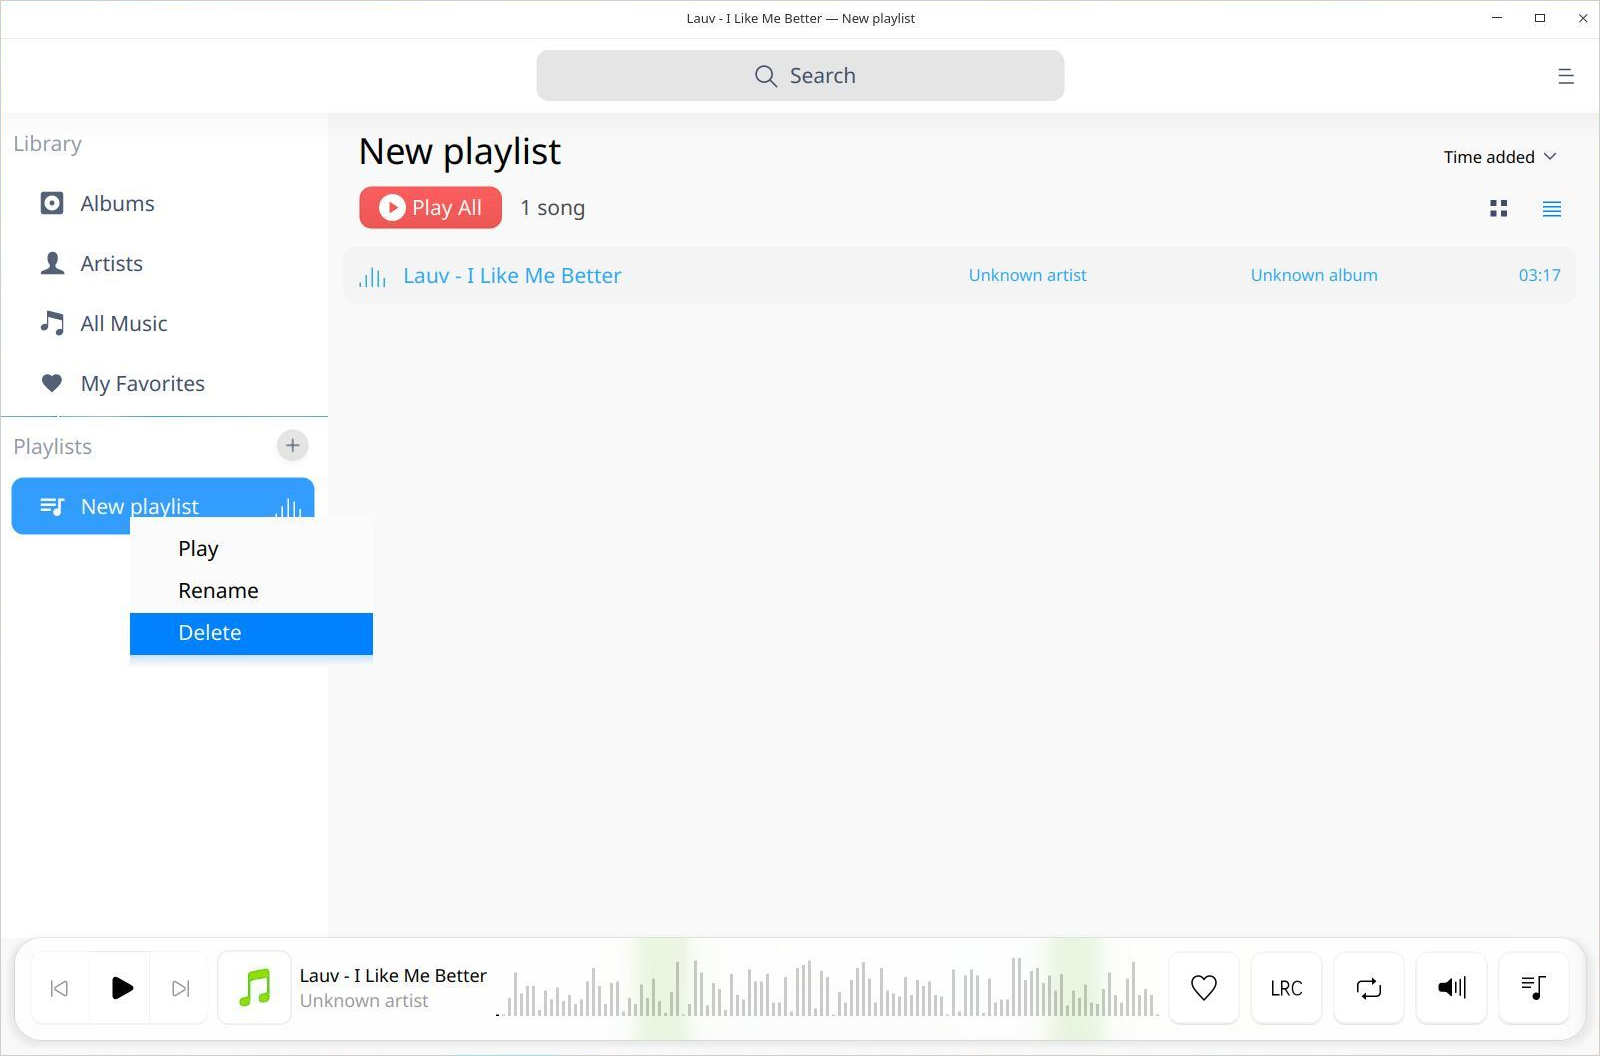 Lauv - I Like Me Better — New playlist
Search
Library
Albums
Artists
All Music
My Favorites
Playlists
New playlist
Play
Rename
Delete
New playlist
Time added
Play All
1 song
Lauv - I Like Me Better Unknown artist Unknown album 03:17
Lauv - I Like Me Better
Unknown artist
LRC